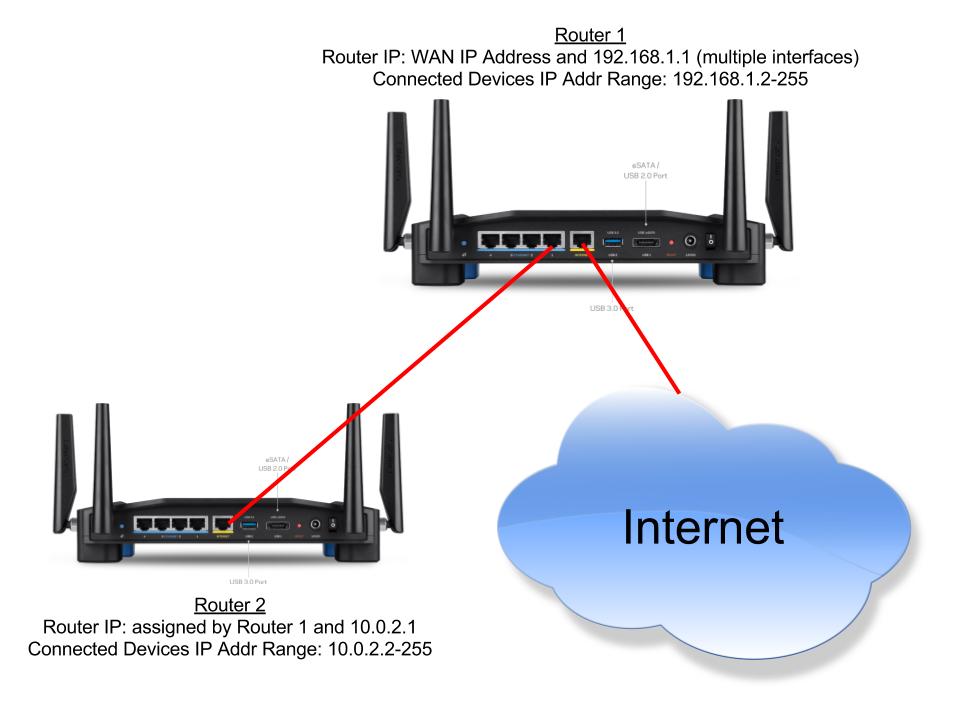 Router 1
Router IP: WAN IP Address and 192.168.1.1 (multiple interfaces)
Connected Devices IP Addr Range: 192.168.1.2-255
eSATA /
USB 2.0 Port
USB 3.0 Port
eSATA /
USB 2.0 Port
USB 3.0 Port
Internet
Router 2
Router IP: assigned by Router 1 and 10.0.2.1
Connected Devices IP Addr Range: 10.0.2.2-255